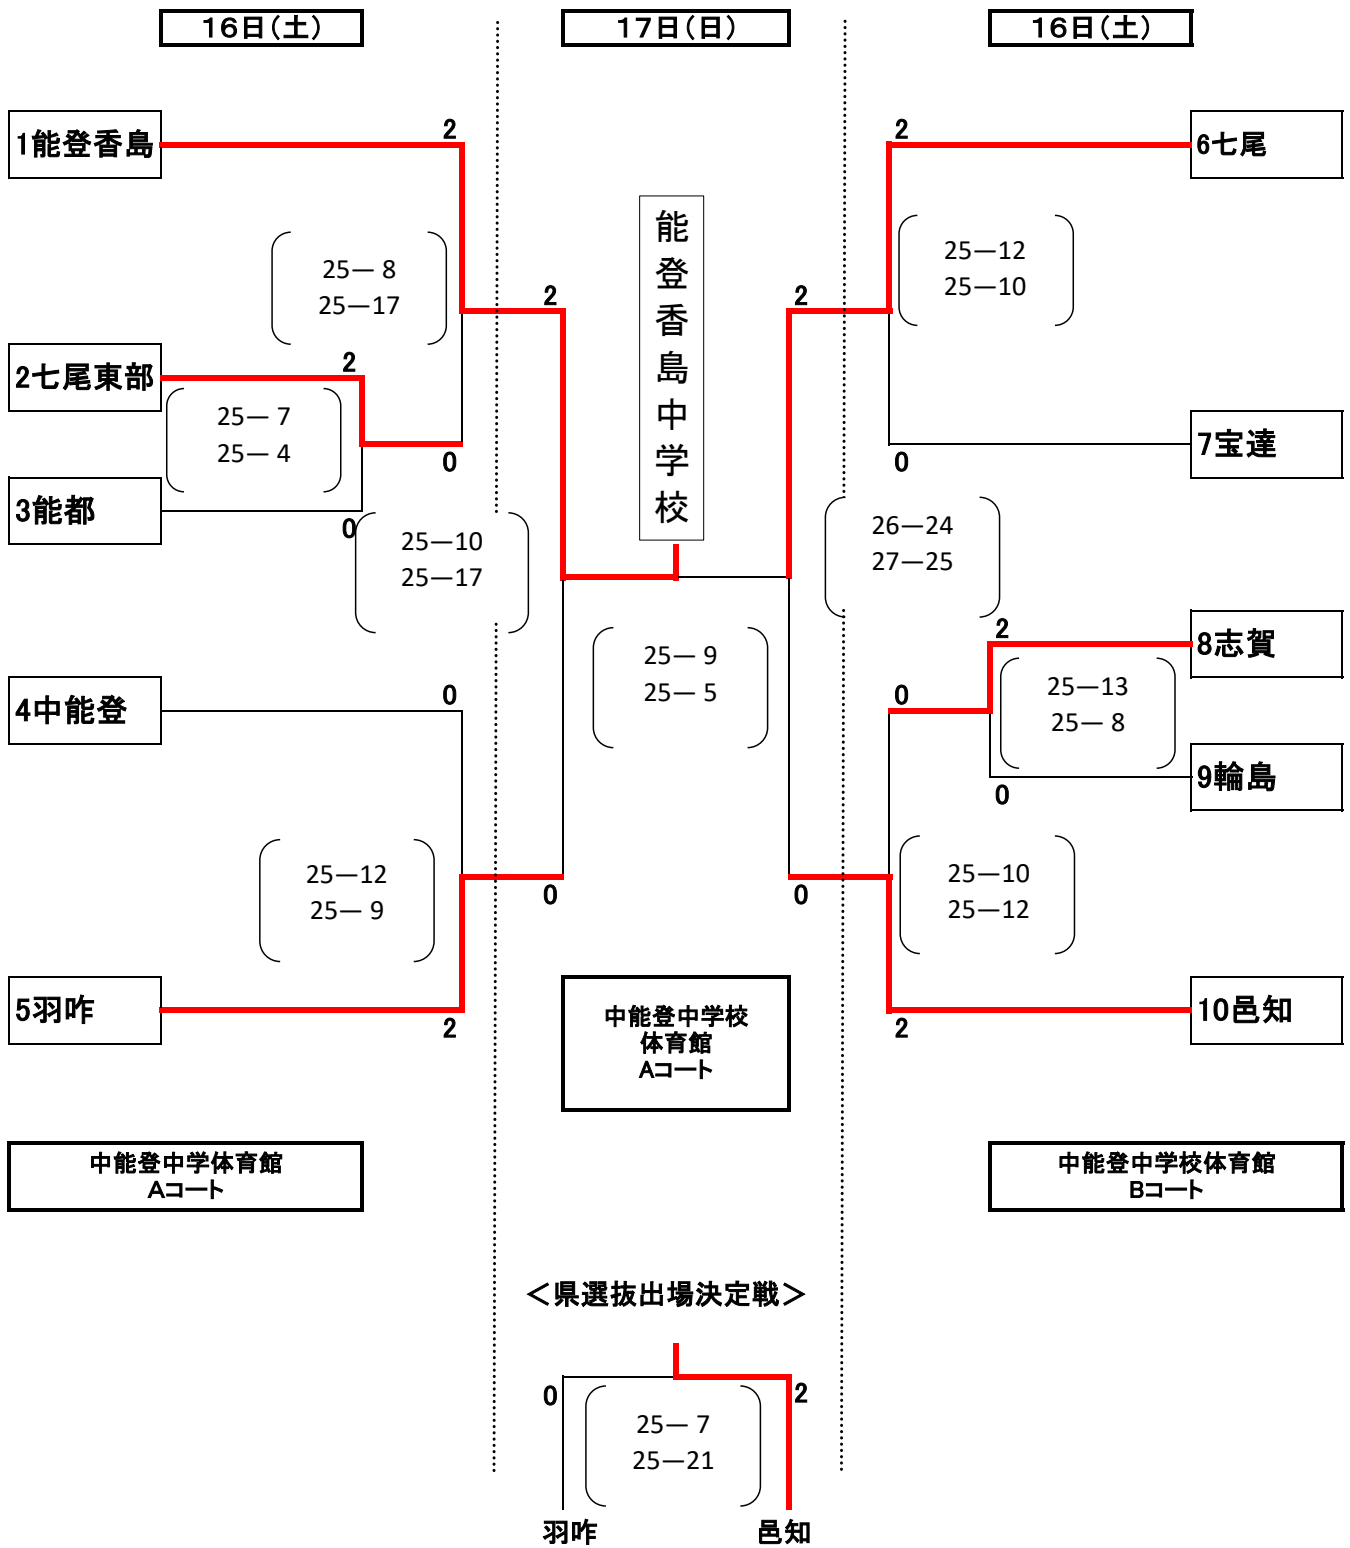 16日(土)
17日(日)
16日(土)
1能登香島
2
2
6七尾
能登香島中学校
25― 8
25―17
25―12
25―10
2
2
2七尾東部
2
25― 7
25― 4
0
0
7宝達
3能都
0
25―10
25―17
26―24
27―25
25― 9
25― 5
2
8志賀
25―13
25― 8
4中能登
0
0
9輪島
0
25―12
25― 9
25―10
25―12
0
0
5羽咋
2
2
10邑知
中能登中学校
体育館
Aコート
中能登中学体育館
Aコート
中能登中学校体育館
Bコート
<県選抜出場決定戦>
0
2
25― 7
25―21
羽咋
邑知